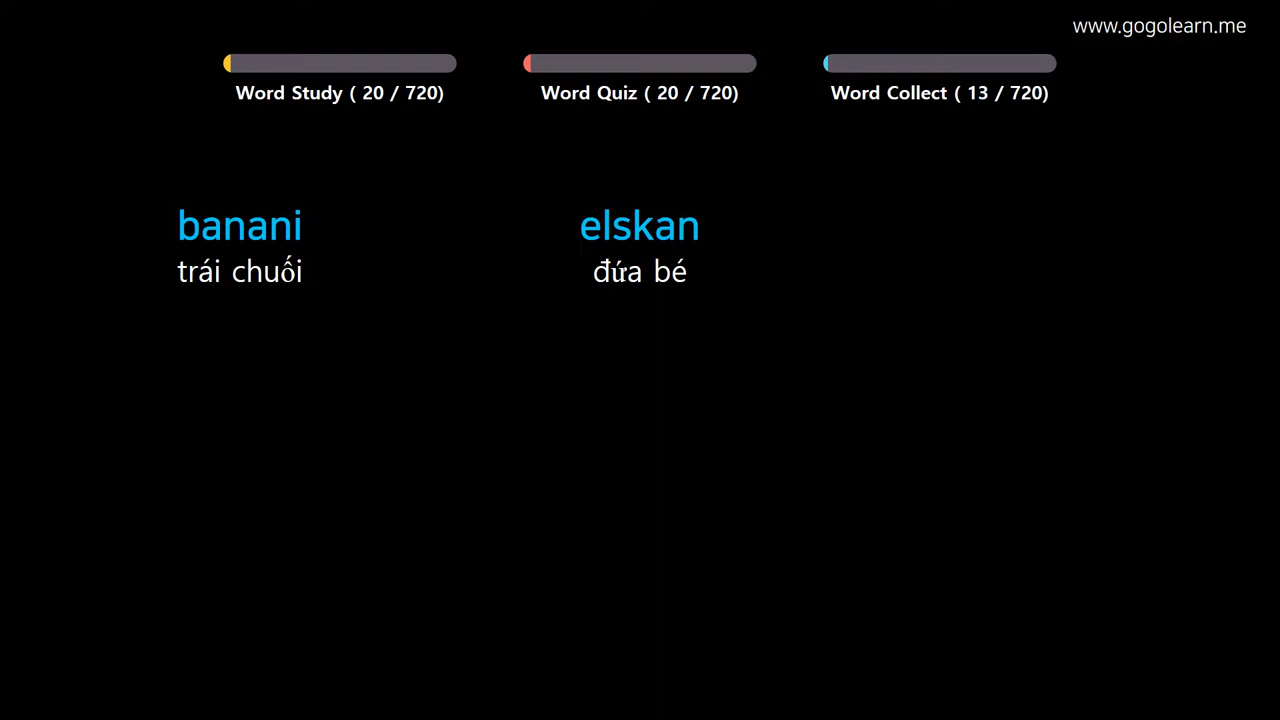 www.gogolearn.me
Word Study ( 20 / 720)
Word Quiz ( 20 / 720)
Word Collect ( 13 / 720)
banani
trái chuối
elskan
đứa bé